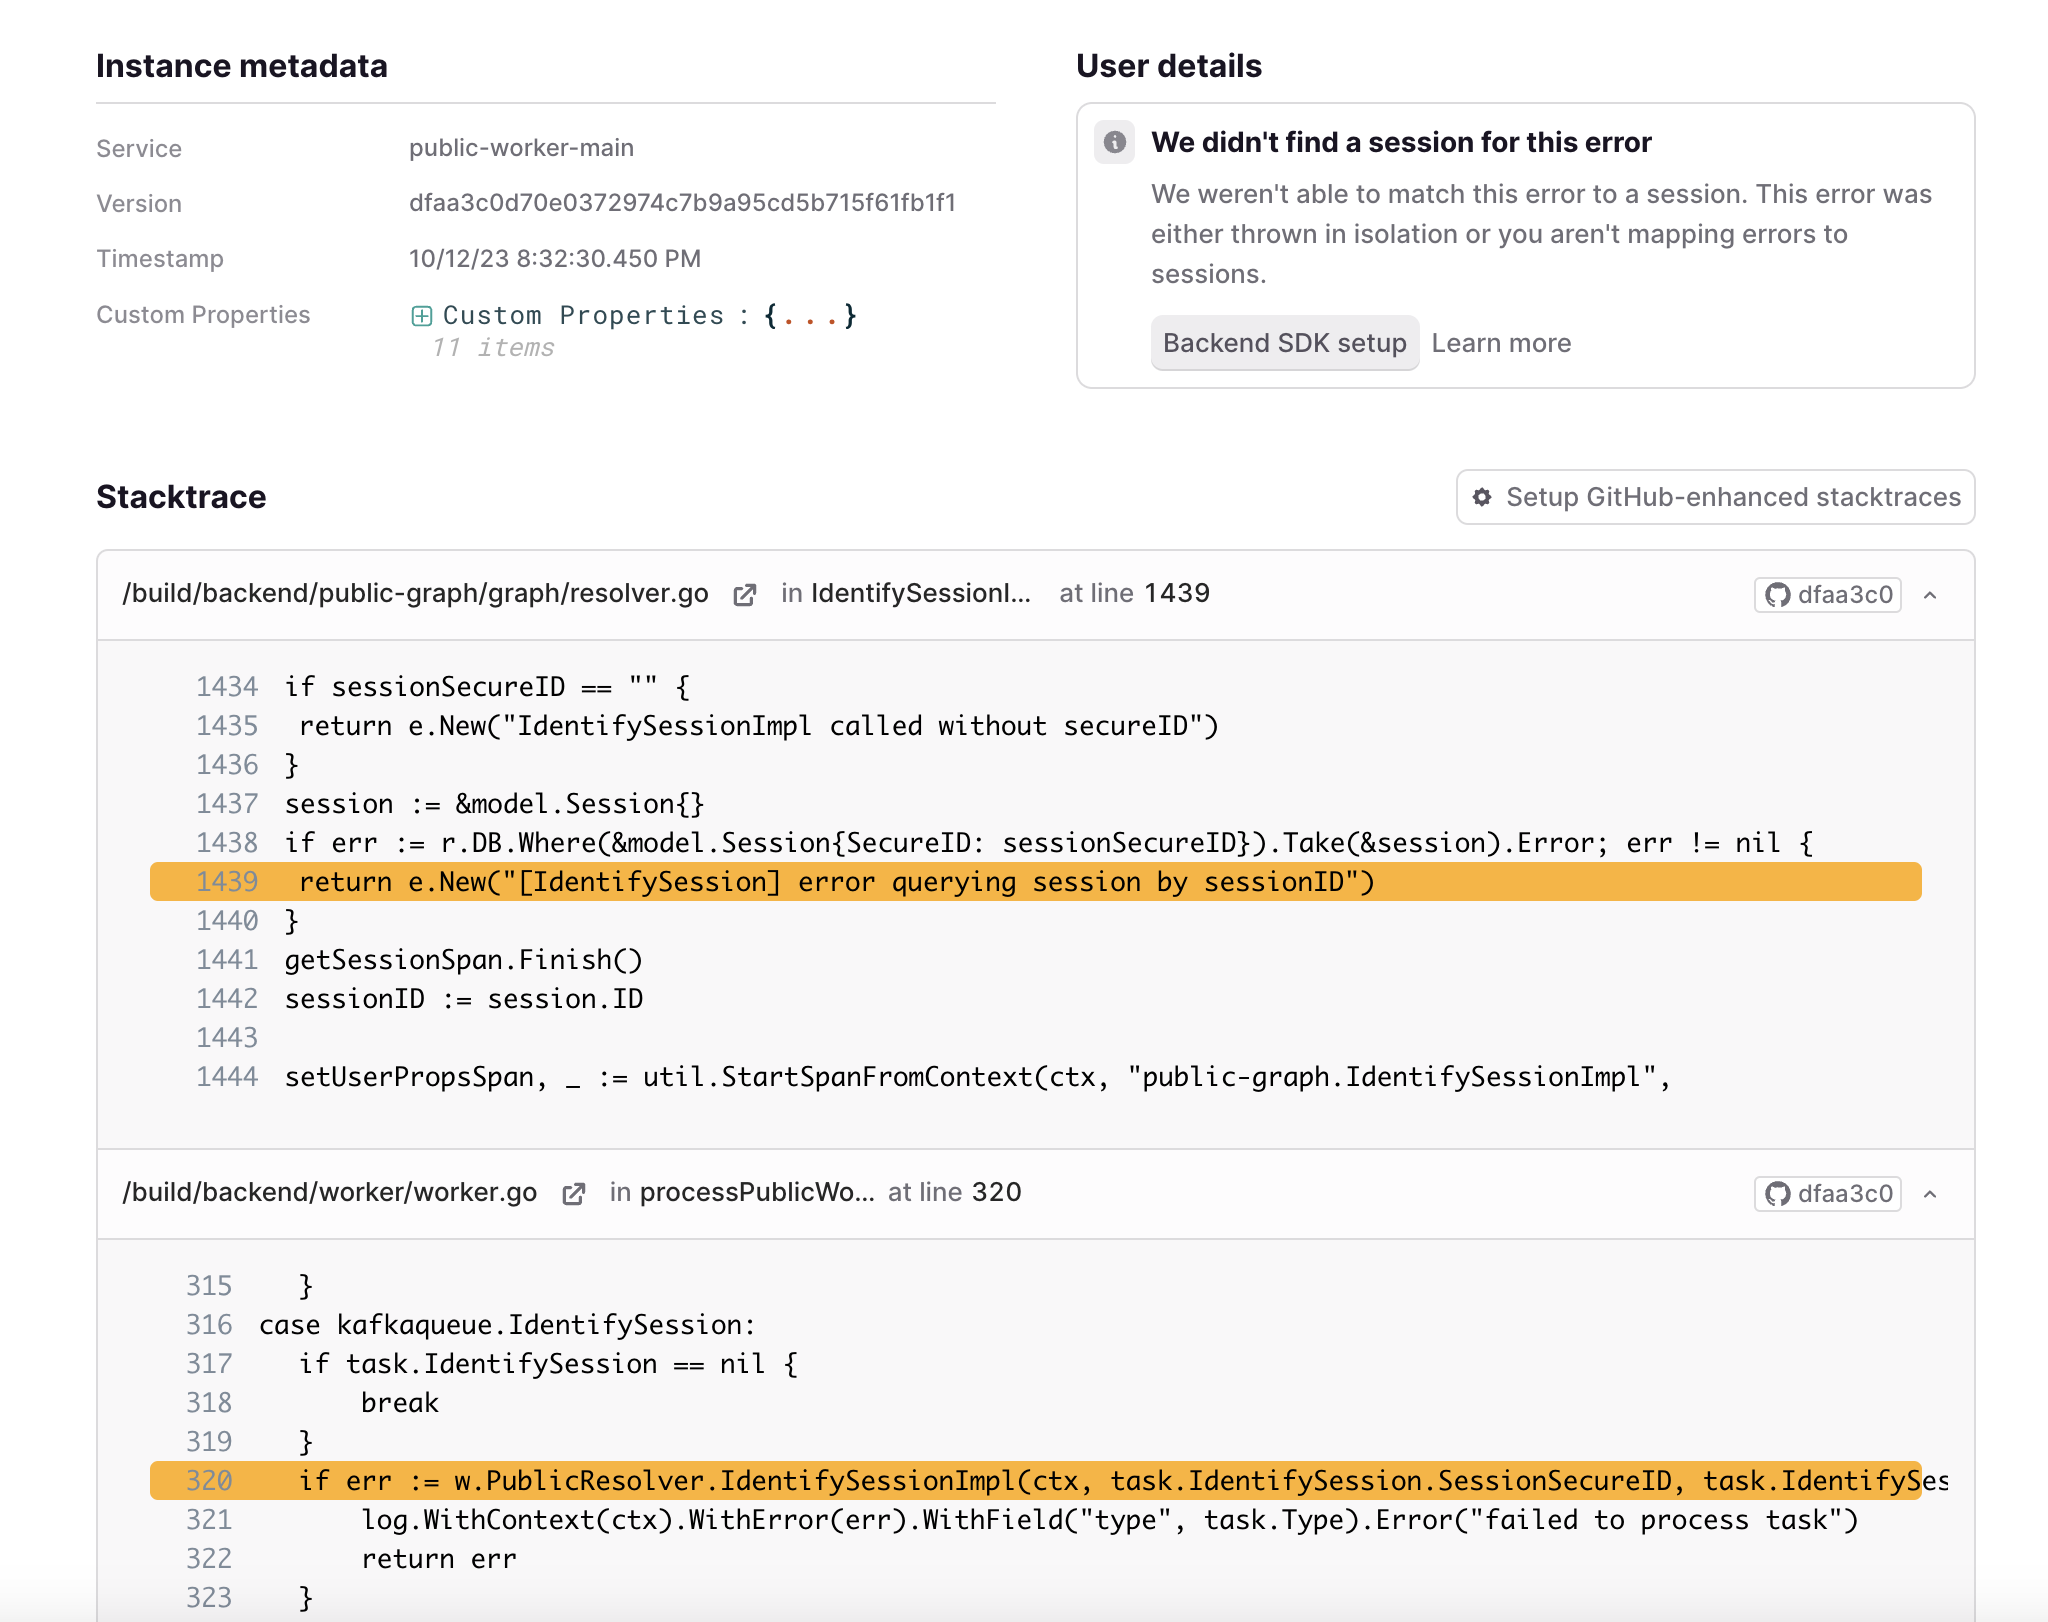 Instance metadata
Service public-worker-main
Version dfaa3c0d70e0372974c7b9a95cd5b715f61fb1f1
Timestamp 10/12/23 8:32:30.450 PM
Custom Properties Custom Properties : {...}
11 items
User details
We didn't find a session for this error
We weren't able to match this error to a session. This error was
either thrown in isolation or you aren't mapping errors to
sessions.
Backend SDK setup Learn more
Stacktrace
Setup GitHub-enhanced stacktraces
/build/backend/public-graph/graph/resolver.go in IdentifySessionI... at line 1439 dfaa3c0
1434 if sessionSecureID == "" {
1435 return e.New("IdentifySessionImpl called without secureID")
1436 }
1437 session := &model.Session{}
1438 if err := r.DB.Where(&model.Session{SecureID: sessionSecureID}).Take(&session).Error; err != nil {
1439 return e.New("[IdentifySession] error querying session by sessionID")
1440 }
1441 getSessionSpan.Finish()
1442 sessionID := session.ID
1443
1444 setUserPropsSpan, _ := util.StartSpanFromContext(ctx, "public-graph.IdentifySessionImpl",
/build/backend/worker/worker.go in processPublicWo... at line 320 dfaa3c0
315 }
316 case kafkaqueue.IdentifySession:
317 if task.IdentifySession == nil {
318 break
319 }
320 if err := w.PublicResolver.IdentifySessionImpl(ctx, task.IdentifySession.SessionSecureID, task.IdentifySes
321 log.WithContext(ctx).WithError(err).WithField("type", task.Type).Error("failed to process task")
322 return err
323 }